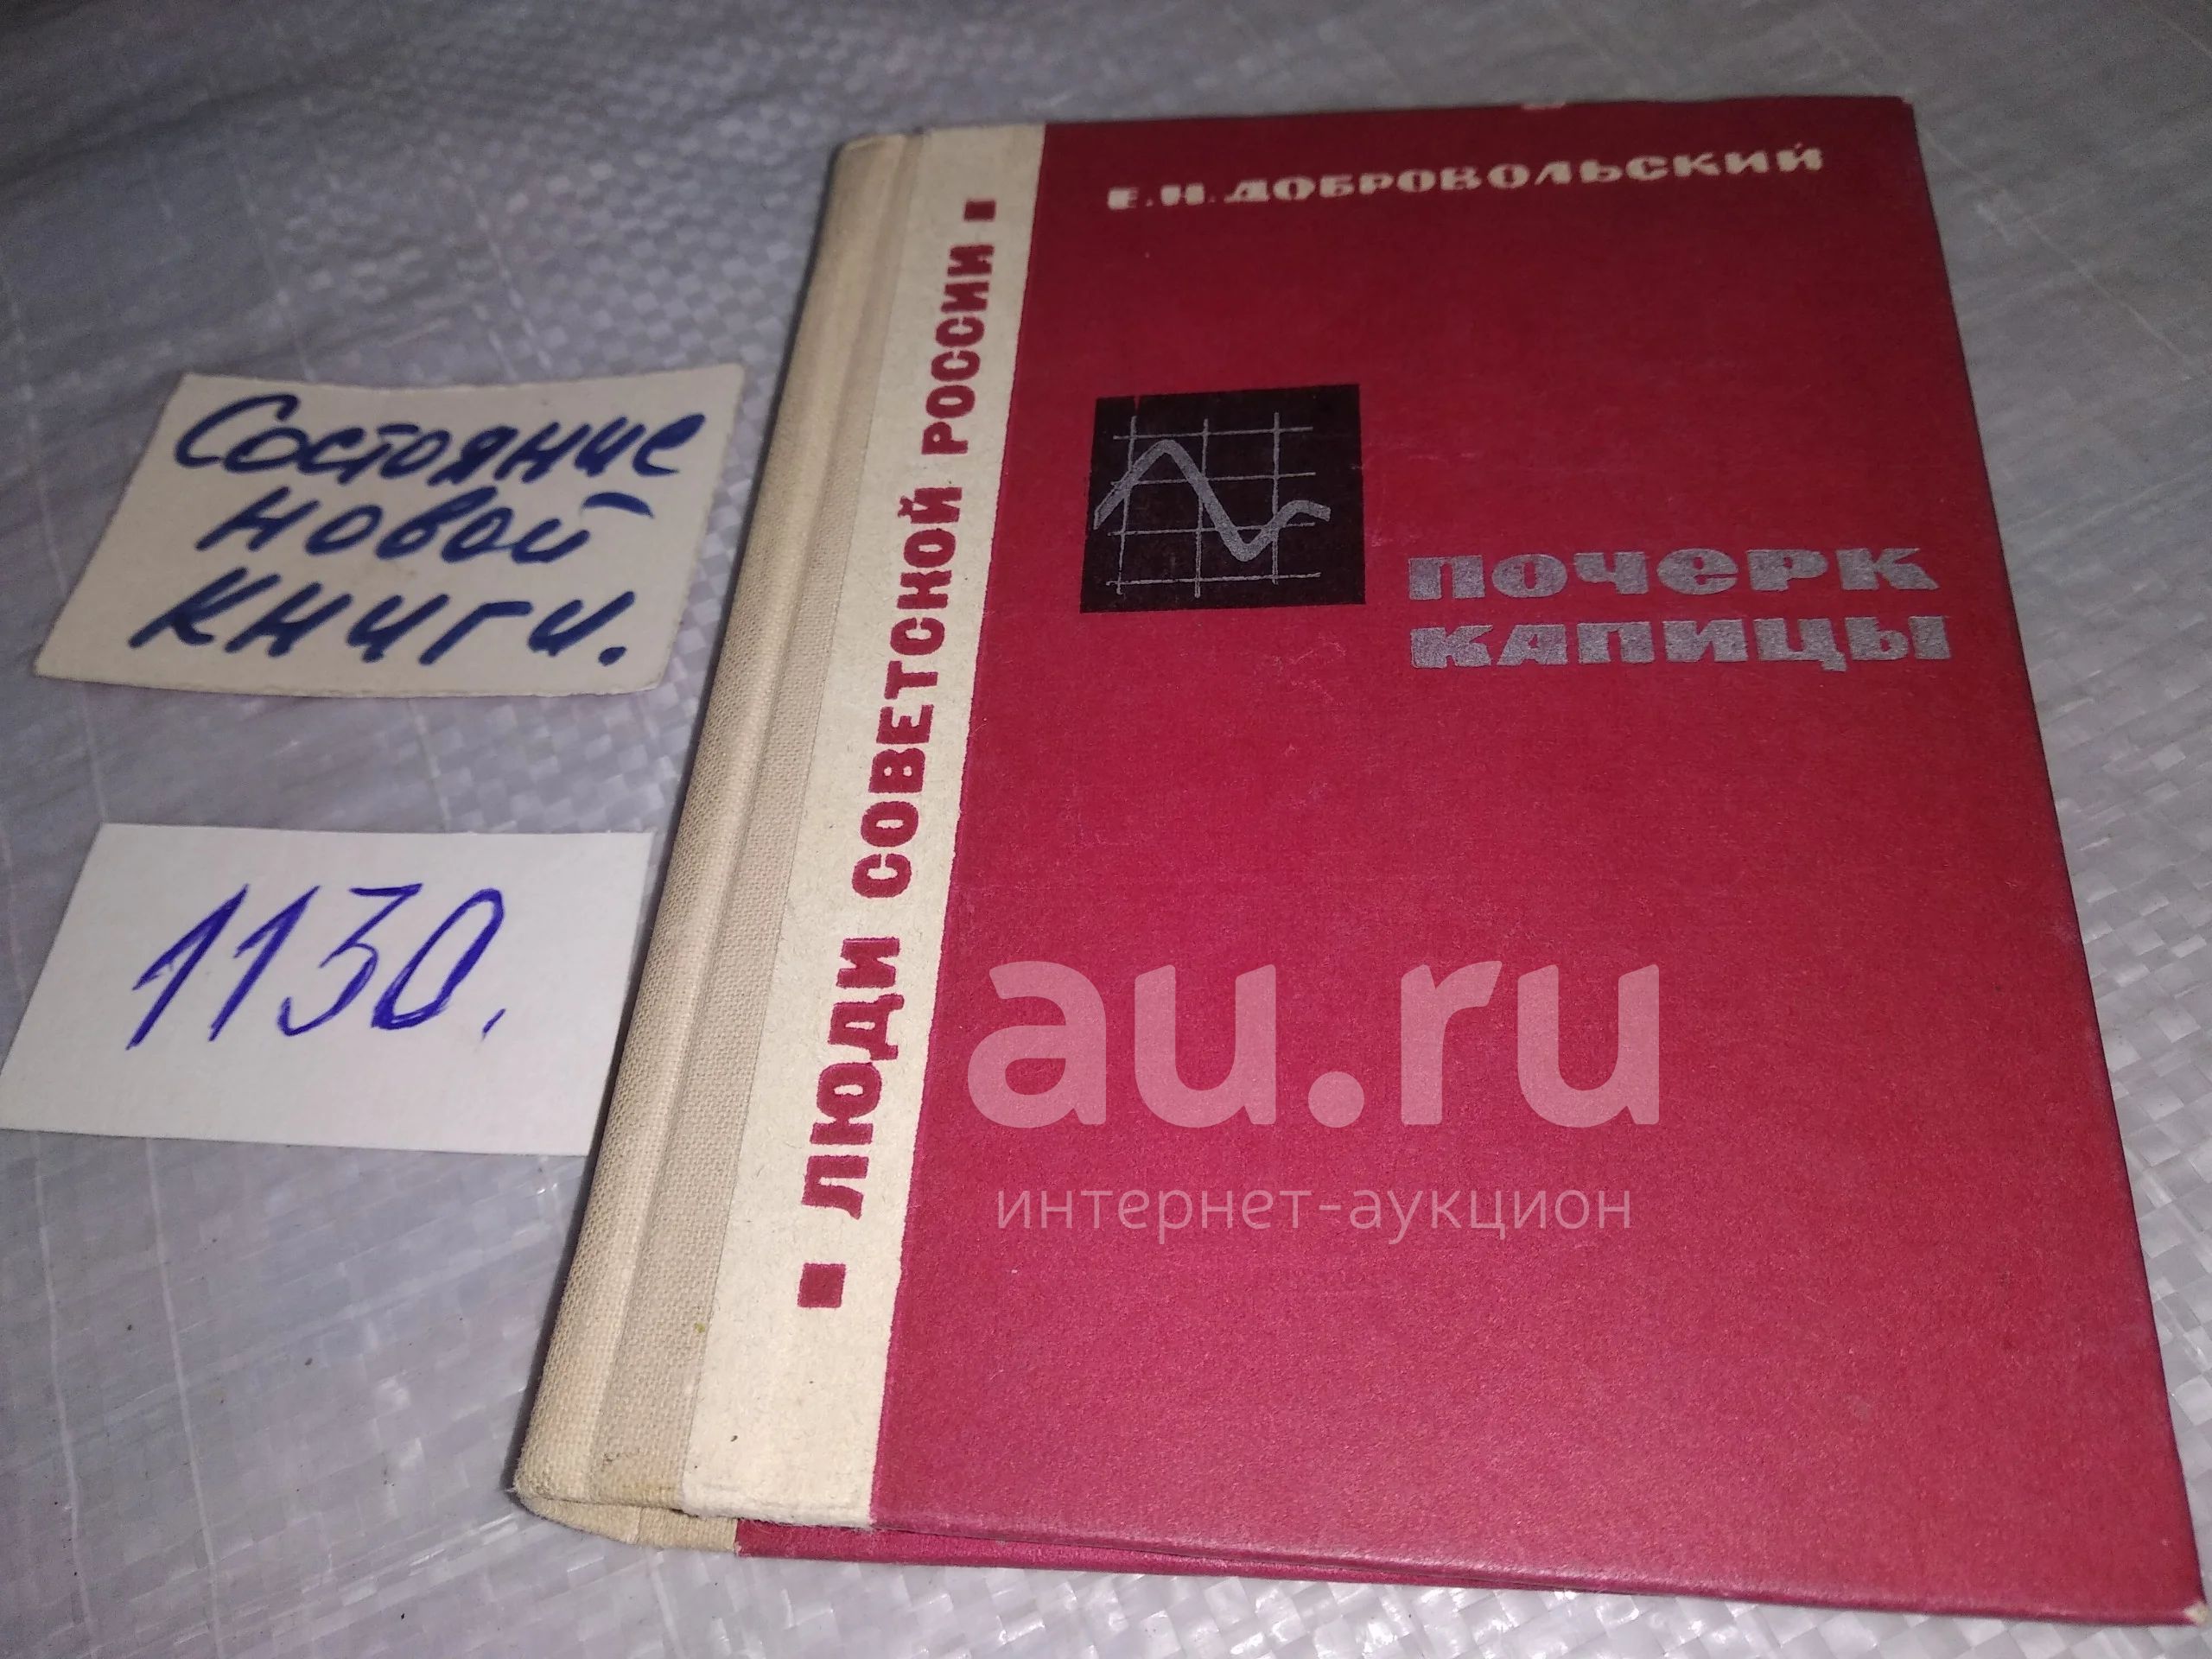 Е.Н.ДОБРОВОЛЬСКИЙ
ПОЧЕРК
КАПИЦЫ
ЛЮДИ СОВЕТСКОЙ РОССИИ
Состояние
новой
книги.
1130.
au.ru
интернет-аукцион